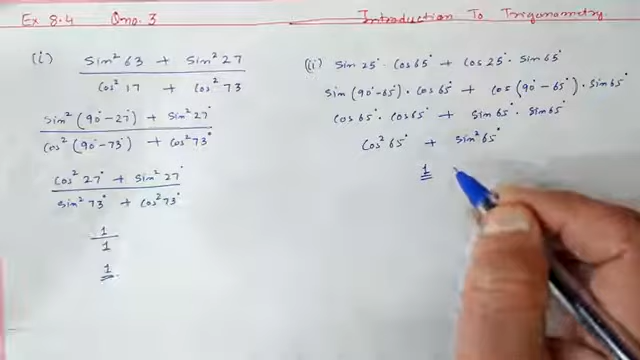 Ex 8.4 Qno. 3 Introduction To Trigonometry.
(i) Sin² 63 + Sin² 27
Cos² 17 + Cos² 73
Sin² (90° - 27°) + Sin² 27°
Cos² (90° - 73°) + Cos² 73°
Cos² 27° + Sin² 27°
Sin² 73° + Cos² 73°
1
1
1
(ii) Sin 25° · Cos 65° + Cos 25° · Sin 65°
Sin (90° - 65°) · Cos 65° + Cos (90° - 65°) · Sin 65°
Cos 65° · Cos 65° + Sin 65° · Sin 65°
Cos² 65° + Sin² 65°
1